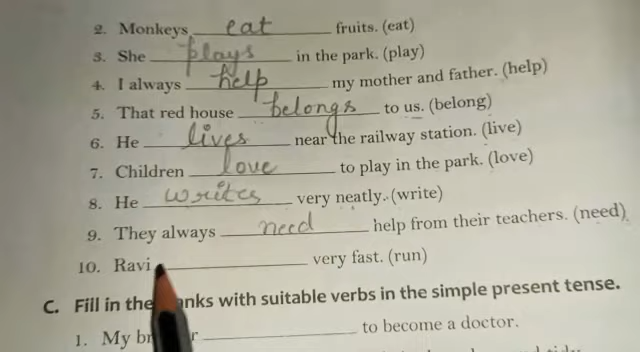 2. Monkeys eat fruits. (eat)
3. She plays in the park. (play)
4. I always help my mother and father. (help)
5. That red house belongs to us. (belong)
6. He lives near the railway station. (live)
7. Children love to play in the park. (love)
8. He writes very neatly. (write)
9. They always need help from their teachers. (need)
10. Ravi ____________ very fast. (run)
C. Fill in the blanks with suitable verbs in the simple present tense.
1. My ____________ to become a doctor.